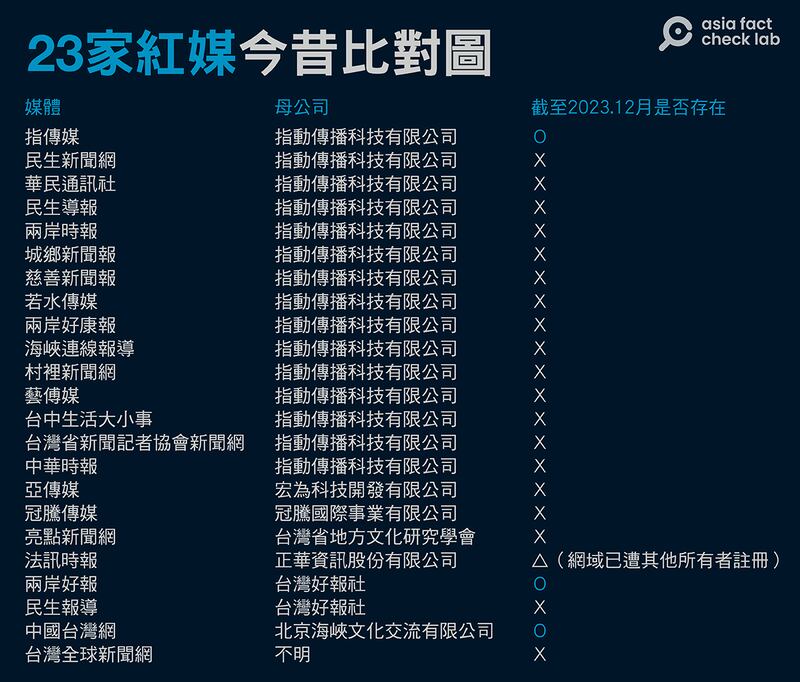 23家紅媒今昔比對圖
asia fact
check lab
媒體 母公司 截至2023.12月是否存在
指傳媒 指動傳播科技有限公司 O
民生新聞網 指動傳播科技有限公司 X
華民通訊社 指動傳播科技有限公司 X
民生導報 指動傳播科技有限公司 X
兩岸時報 指動傳播科技有限公司 X
城鄉新聞報 指動傳播科技有限公司 X
慈善新聞報 指動傳播科技有限公司 X
若水傳媒 指動傳播科技有限公司 X
兩岸好康報 指動傳播科技有限公司 X
海峽連線報導 指動傳播科技有限公司 X
村裡新聞網 指動傳播科技有限公司 X
藝傅媒 指動傳播科技有限公司 X
台中生活大小事 指動傳播科技有限公司 X
台灣省新聞記者協會新聞網 指動傳播科技有限公司 X
中華時報 指動傳播科技有限公司 X
亞傳媒 宏為科技開發有限公司 X
冠騰傳媒 冠騰國際事業有限公司 X
亮點新聞網 台灣省地方文化研究學會 X
法訊時報 正華資訊股份有限公司 △（網域已遭其他所有者註冊）
兩岸好報 台灣好報社 O
民生報導 台灣好報社 X
中國台灣網 北京海峽文化交流有限公司 O
台灣全球新聞網 不明 X